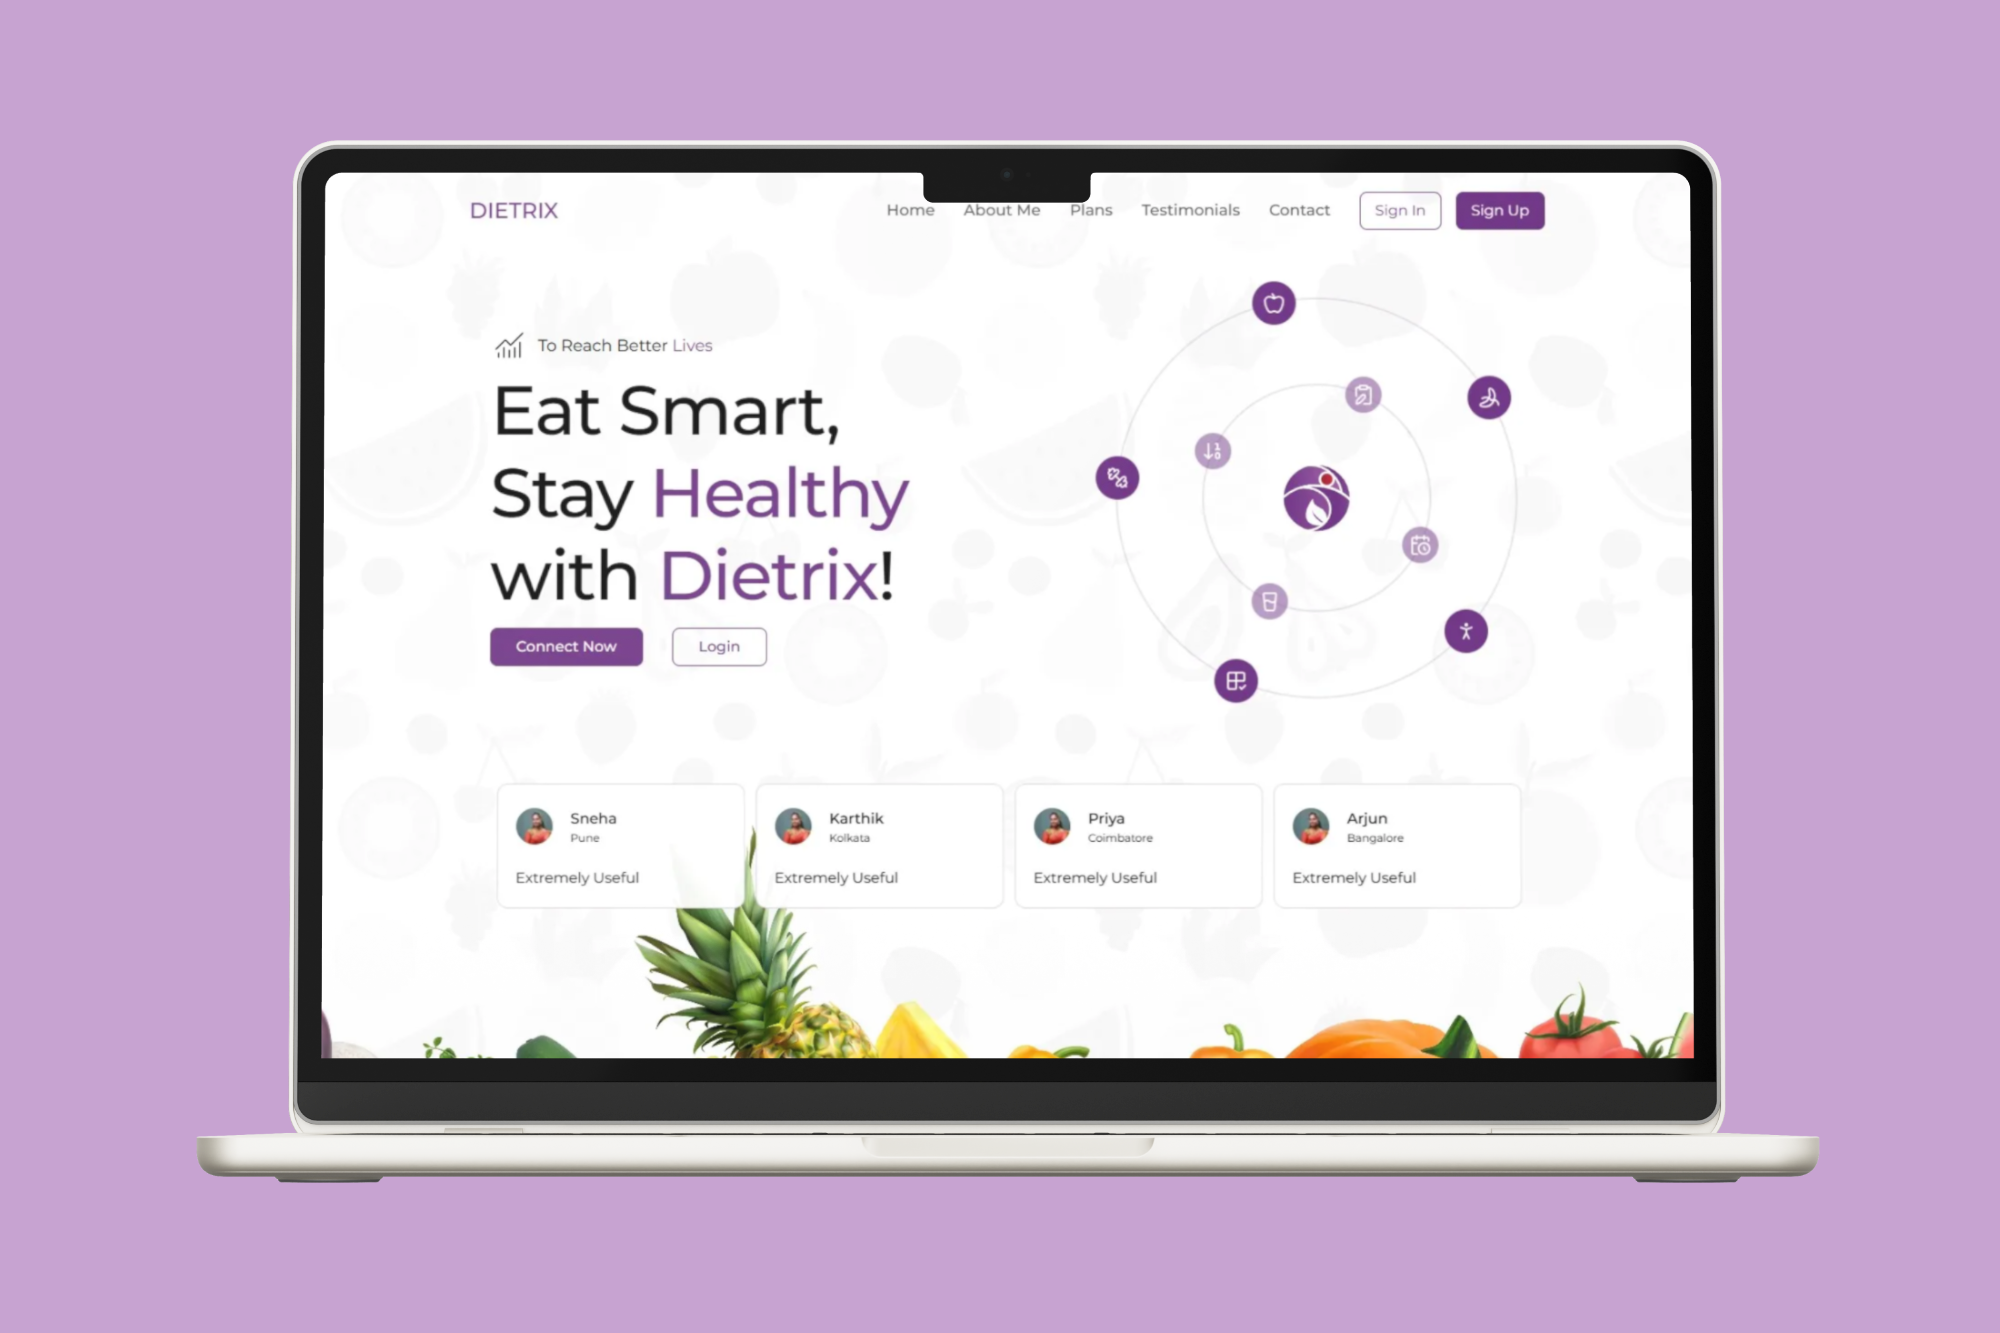 DIETRIX
Home About Me Plans Testimonials Contact Sign In Sign Up
To Reach Better Lives
Eat Smart,
Stay Healthy
with Dietrix!
Connect Now Login
Sneha
Pune
Extremely Useful
Karthik
Kolkata
Extremely Useful
Priya
Coimbatore
Extremely Useful
Arjun
Bangalore
Extremely Useful